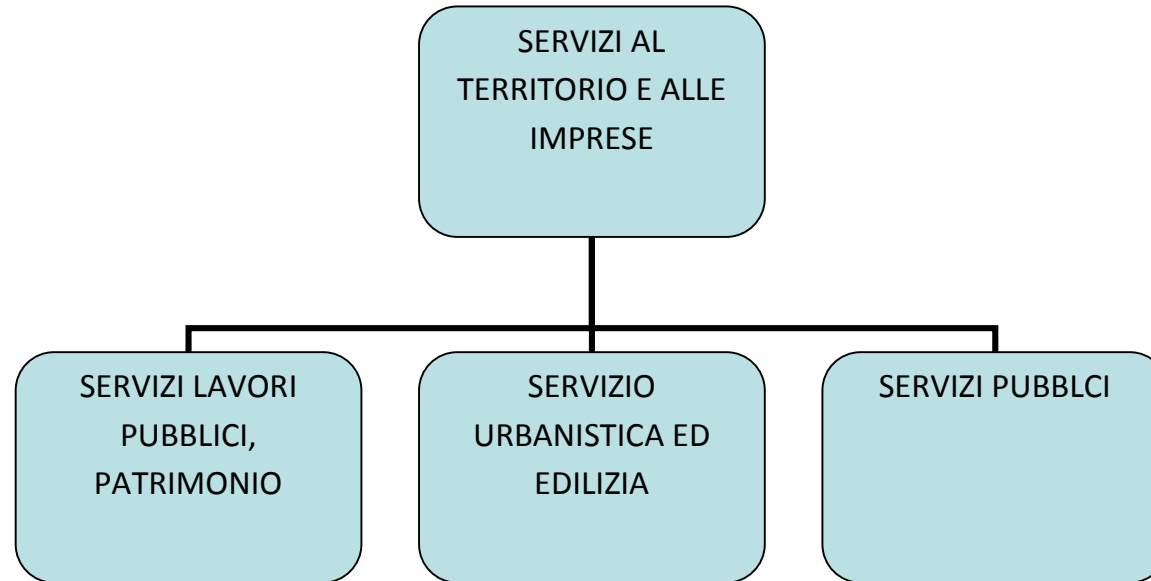 SERVIZI AL
TERRITORIO E ALLE
IMPRESE
SERVIZI LAVORI
PUBBLICI,
PATRIMONIO
SERVIZIO
URBANISTICA ED
EDILIZIA
SERVIZI PUBBLCI